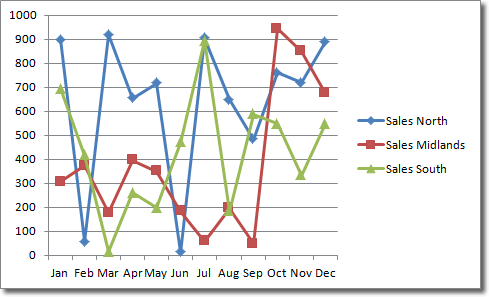 1000
900
800
700
600
500
400
300
200
100
0
Jan Feb Mar Apr May Jun Jul Aug Sep Oct Nov Dec
Sales North
Sales Midlands
Sales South